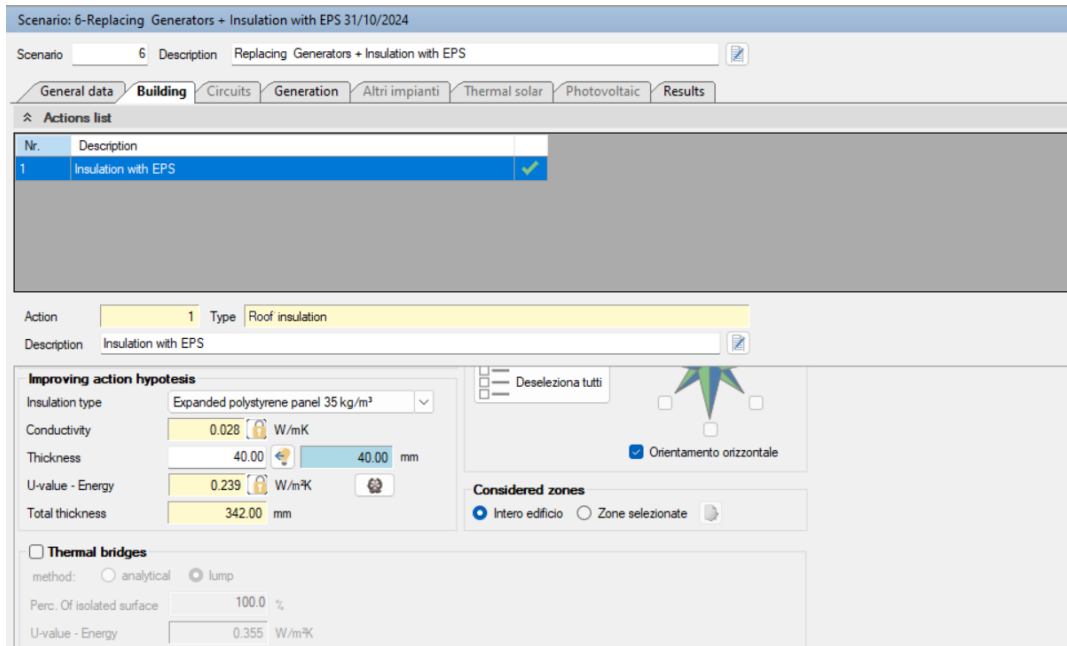 Scenario: 6-Replacing Generators + Insulation with EPS 31/10/2024
Scenario 6 Description Replacing Generators + Insulation with EPS
General data Building Circuits Generation Altri impianti Thermal solar Photovoltaic Results
Actions list
Nr. Description
1 Insulation with EPS
Action 1 Type Roof insulation
Description Insulation with EPS
Improving action hypotesis
Deseleziona tutti
Insulation type Expanded polystyrene panel 35 kg/m³
Conductivity 0.028 W/mK
Thickness 40.00 40.00 mm
Orientamento orizzontale
U-value - Energy 0.239 W/m²K
Considered zones
Total thickness 342.00 mm
Intero edificio Zone selezionate
Thermal bridges
method: analytical lump
Perc. Of isolated surface 100.0 %
U-value - Energy 0.355 W/m²K